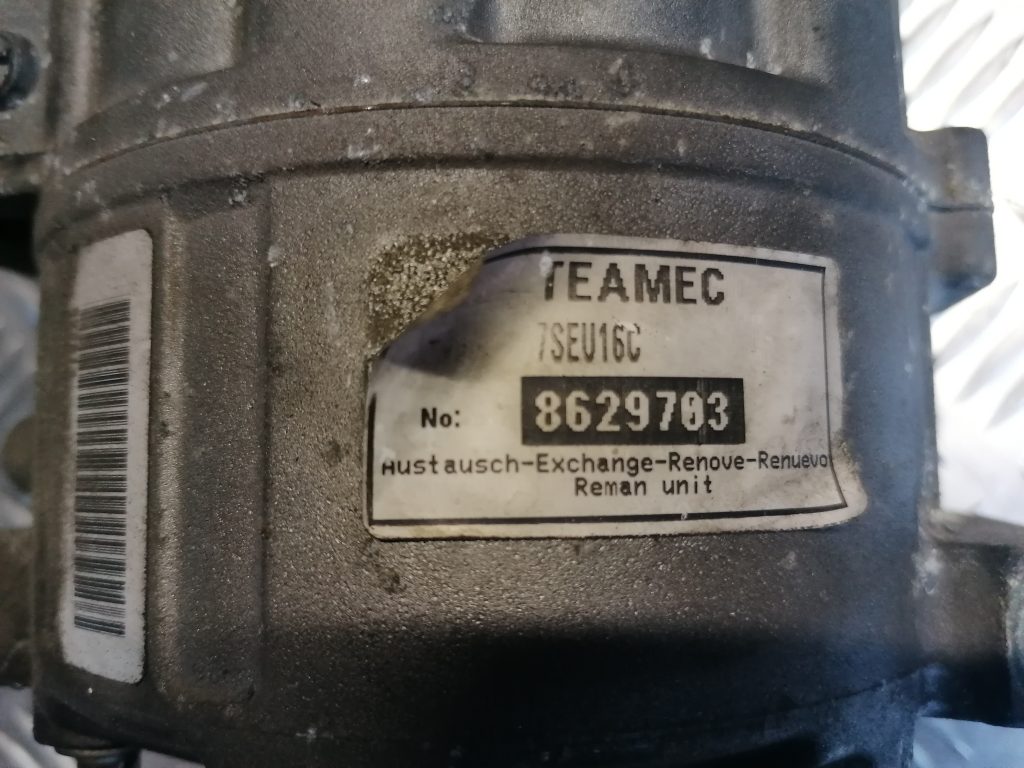 TEAMEC
7SEU16C
No: 8629703
Austausch-Exchange-Renove-Renuevo
Reman unit